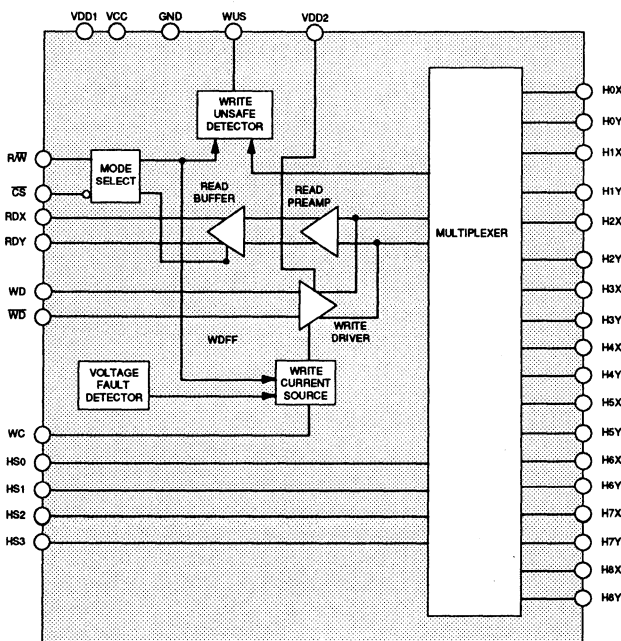 VDD1 VCC GND WUS VDD2
WRITE
UNSAFE
DETECTOR
R/W̅
C̅S̅
MODE
SELECT
READ
BUFFER
READ
PREAMP
RDX
RDY
MULTIPLEXER
WD
W̅D̅
WDFF
WRITE
DRIVER
VOLTAGE
FAULT
DETECTOR
WRITE
CURRENT
SOURCE
WC
HS0
HS1
HS2
HS3
H0X
H0Y
H1X
H1Y
H2X
H2Y
H3X
H3Y
H4X
H4Y
H5X
H5Y
H6X
H6Y
H7X
H7Y
H8X
H8Y